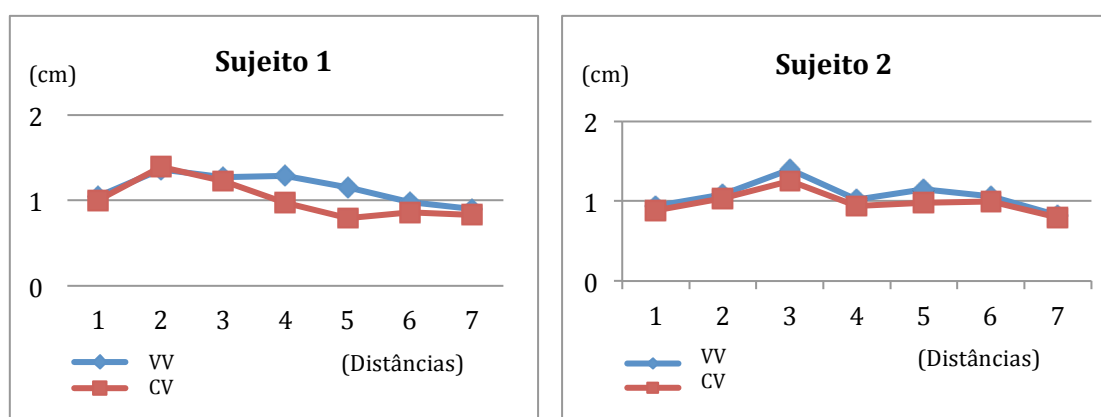 Sujeito 1
(cm)
2
1
0
1 2 3 4 5 6 7
VV
CV
(Distâncias)
Sujeito 2
(cm)
2
1
0
1 2 3 4 5 6 7
VV
CV
(Distâncias)